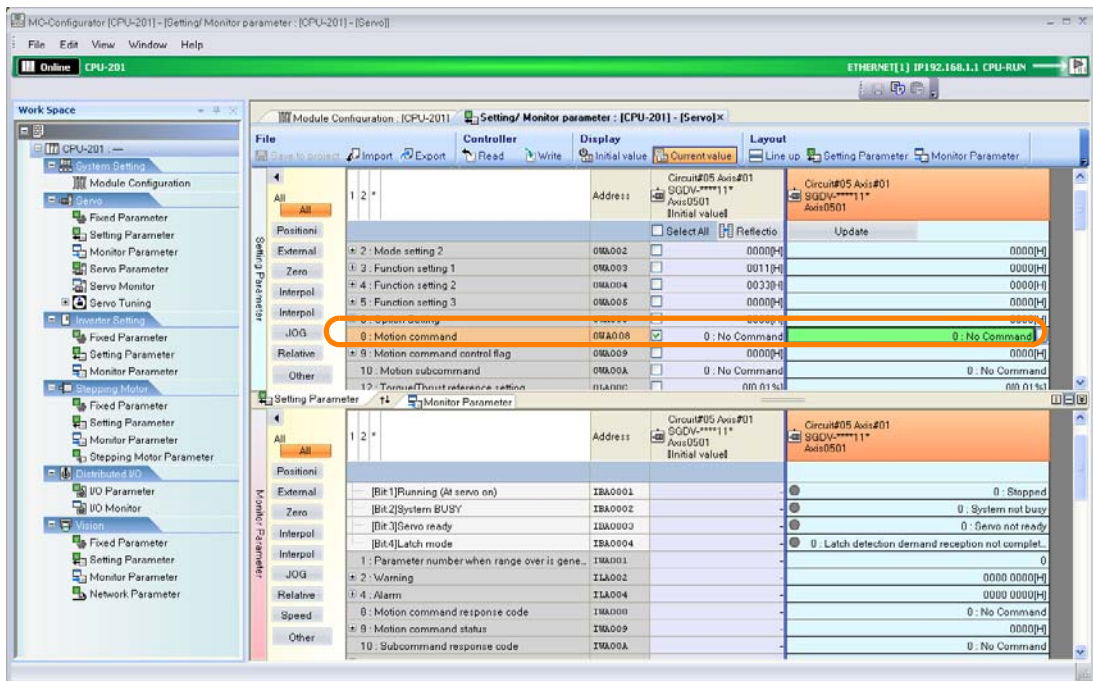 MC-Configurator [CPU-201] - [Setting/ Monitor parameter : [CPU-201] - [Servo]]
File Edit View Window Help
Online CPU-201 ETHERNET[1] IP192.168.1.1 CPU-RUN
Work Space
CPU-201 : ---
System Setting
Module Configuration
Servo
Fixed Parameter
Setting Parameter
Monitor Parameter
Servo Parameter
Servo Monitor
Servo Tuning
Inverter Setting
Fixed Parameter
Setting Parameter
Monitor Parameter
Stepping Motor
Fixed Parameter
Setting Parameter
Monitor Parameter
Stepping Motor Parameter
Distributed I/O
I/O Parameter
I/O Monitor
Vision
Fixed Parameter
Setting Parameter
Monitor Parameter
Network Parameter
Module Configuration : [CPU-201] Setting/ Monitor parameter : [CPU-201] - [Servo] ×
File Controller Display Layout
Save to project Import Export Read Write Initial value Current value Line up Setting Parameter Monitor Parameter
Setting Parameter
All
All
Positioni
External
Zero
Interpol
Interpol
JOG
Relative
Other
1 2 * Address Circuit#05 Axis#01 Circuit#05 Axis#01
SGDV-****11* SGDV-****11*
Axis0501 Axis0501
[Initial value]
Select All Reflectio Update
2 : Mode setting 2 OWA002 0000[H] 0000[H]
3 : Function setting 1 OWA003 0011[H] 0000[H]
4 : Function setting 2 OWA004 0033[H] 0000[H]
5 : Function setting 3 OWA005 0000[H] 0000[H]
8 : Motion command OWA008 0 : No Command 0 : No Command
9 : Motion command control flag OWA009 0000[H] 0000[H]
10 : Motion subcommand OWA00A 0 : No Command 0 : No Command
12 : Torque/Thrust reference setting OLA00C 0[0.01%] 0[0.01%]
Setting Parameter Monitor Parameter
Monitor Parameter
All
All
Positioni
External
Zero
Interpol
Interpol
JOG
Relative
Speed
Other
1 2 * Address Circuit#05 Axis#01 Circuit#05 Axis#01
SGDV-****11* SGDV-****11*
Axis0501 Axis0501
[Initial value]
[Bit:1]Running (At servo on) IBA0001 - 0 : Stopped
[Bit:2]System BUSY IBA0002 - 0 : System not busy
[Bit:3]Servo ready IBA0003 - 0 : Servo not ready
[Bit:4]Latch mode IBA0004 - 0 : Latch detection demand reception not complet..
1 : Parameter number when range over is gene.. IWA001 - 0
2 : Warning ILA002 - 0000 0000[H]
4 : Alarm ILA004 - 0000 0000[H]
8 : Motion command response code IWA008 - 0 : No Command
9 : Motion command status IWA009 - 0000[H]
10 : Subcommand response code IWA00A - 0 : No Command